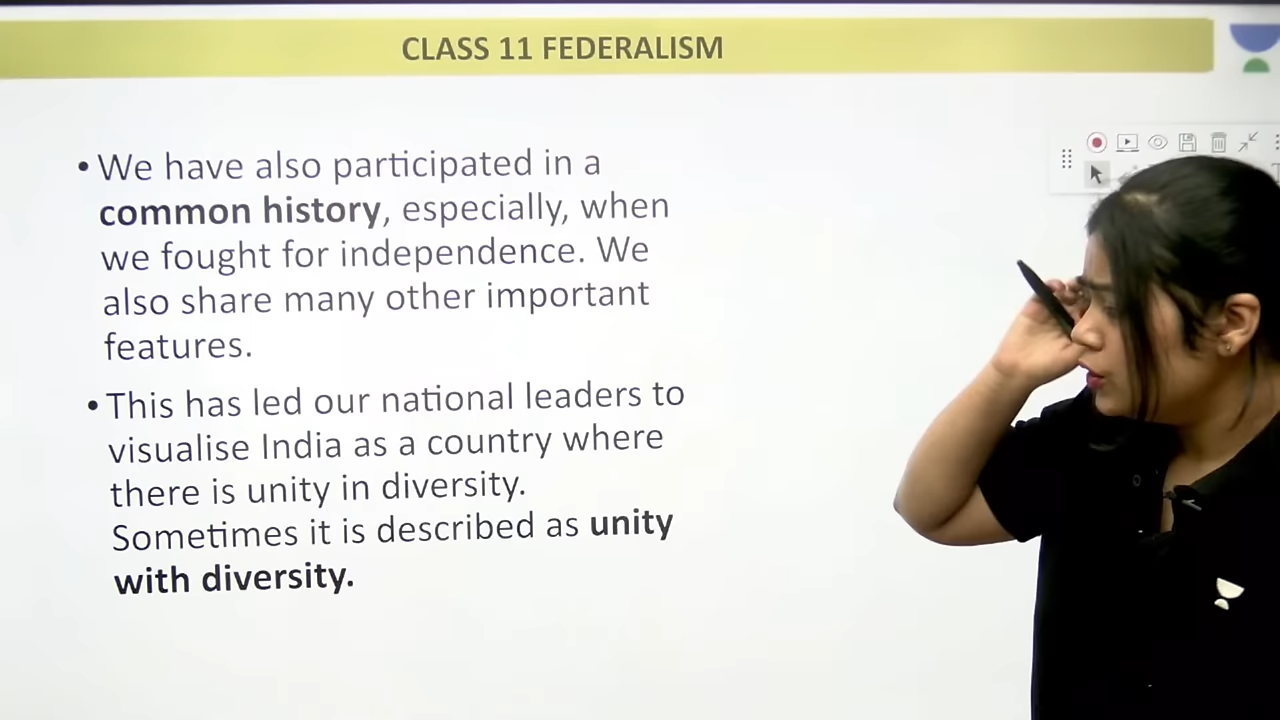 CLASS 11 FEDERALISM
• We have also participated in a
common history, especially, when
we fought for independence. We
also share many other important
features.
• This has led our national leaders to
visualise India as a country where
there is unity in diversity.
Sometimes it is described as unity
with diversity.